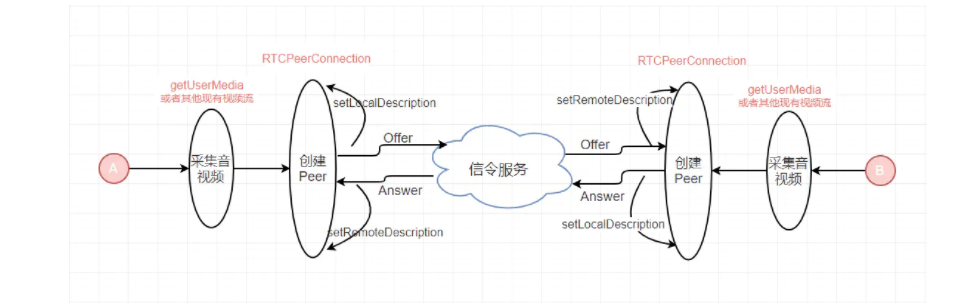 RTCPeerConnection
getUserMedia
或者其他现有视频流
setLocalDescription
Offer
A
采集音
视频
创建
Peer
Answer
setRemoteDescription
信令服务
RTCPeerConnection
getUserMedia
或者其他现有视频流
setRemoteDescription
Offer
创建
Peer
采集音
视频
B
Answer
setLocalDescription